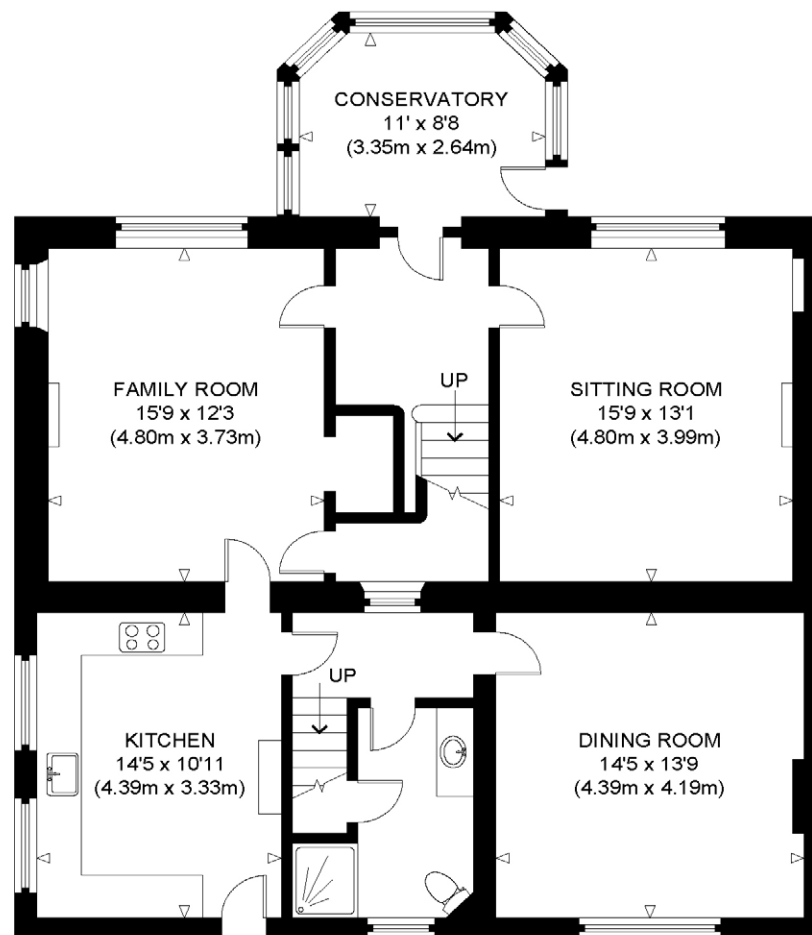 CONSERVATORY
11' x 8'8
(3.35m x 2.64m)
FAMILY ROOM
15'9 x 12'3
(4.80m x 3.73m)
UP
SITTING ROOM
15'9 x 13'1
(4.80m x 3.99m)
KITCHEN
14'5 x 10'11
(4.39m x 3.33m)
UP
DINING ROOM
14'5 x 13'9
(4.39m x 4.19m)